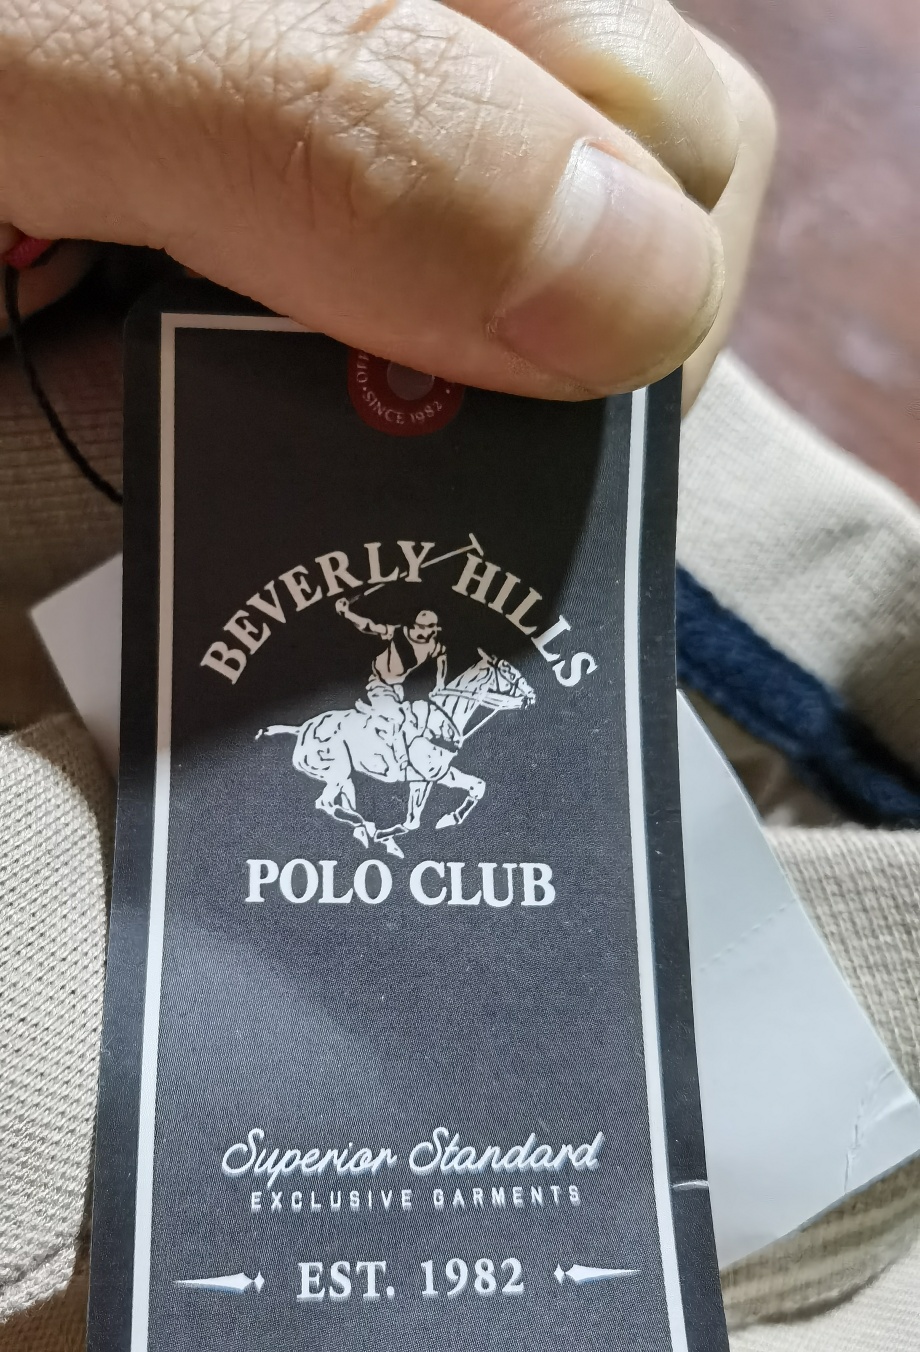 SINCE 1982
BEVERLY HILLS
POLO CLUB
Superior Standard
EXCLUSIVE GARMENTS
EST. 1982